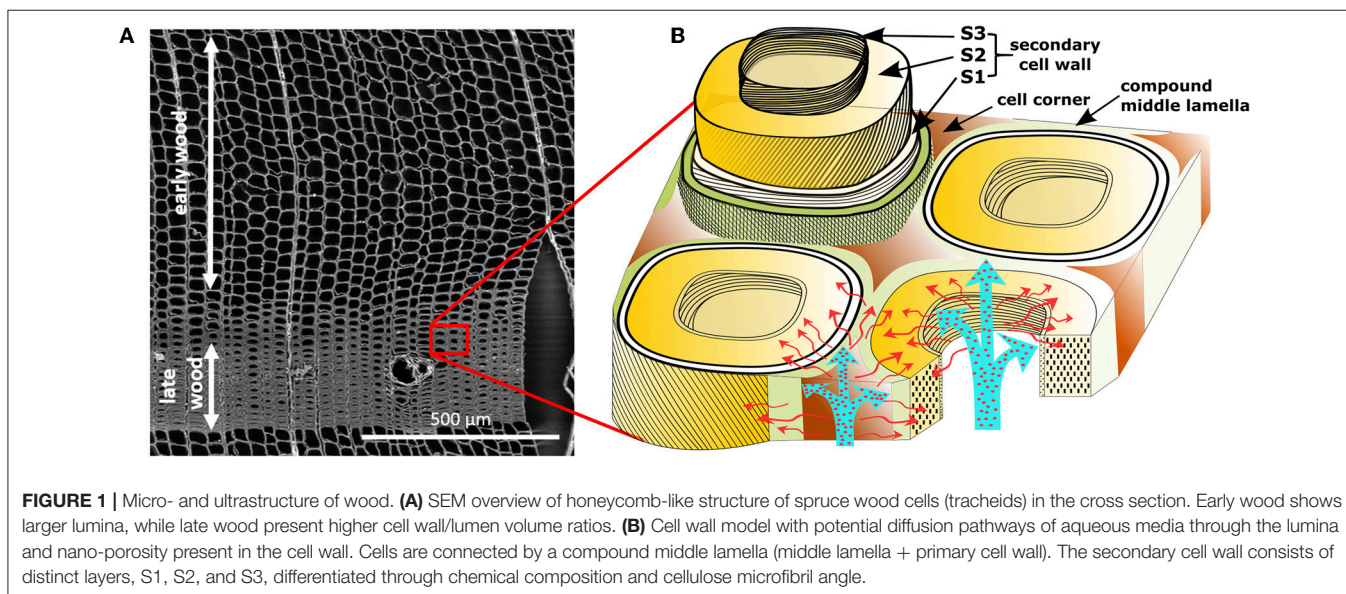 A
early wood
late
wood
500 µm
B
S3
S2
S1
secondary
cell wall
cell corner
compound
middle lamella
FIGURE 1 | Micro- and ultrastructure of wood. (A) SEM overview of honeycomb-like structure of spruce wood cells (tracheids) in the cross section. Early wood shows
larger lumina, while late wood present higher cell wall/lumen volume ratios. (B) Cell wall model with potential diffusion pathways of aqueous media through the lumina
and nano-porosity present in the cell wall. Cells are connected by a compound middle lamella (middle lamella + primary cell wall). The secondary cell wall consists of
distinct layers, S1, S2, and S3, differentiated through chemical composition and cellulose microfibril angle.